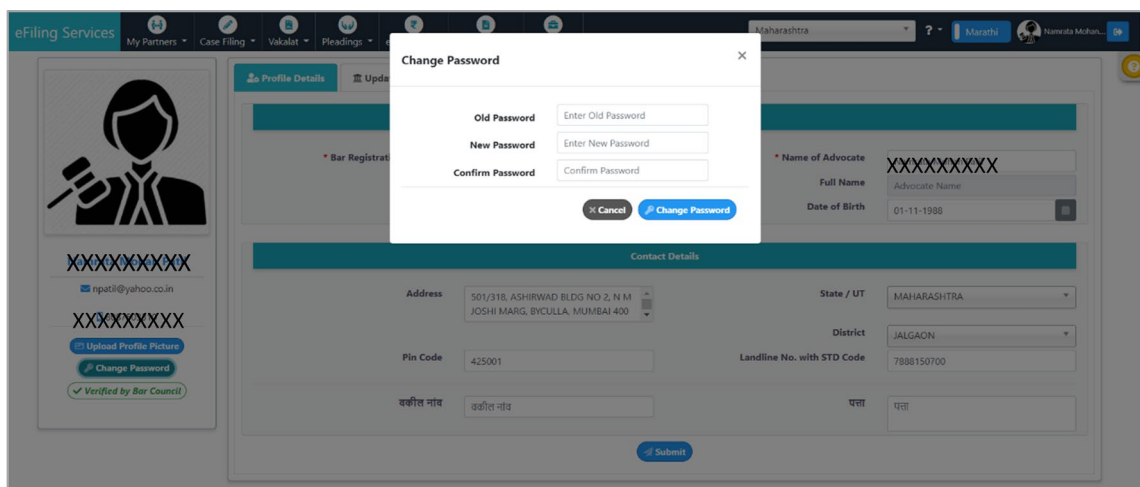 eFiling Services
My Partners
Case Filing
Vakalat
Pleadings
Maharashtra
?
Marathi
Namrata Mohan...
Profile Details
Change Password
×
Old Password
Enter Old Password
New Password
Enter New Password
Confirm Password
Confirm Password
× Cancel
Change Password
* Name of Advocate
XXXXXXXXX
Full Name
Advocate Name
Date of Birth
01-11-1988
XXXXXXXXXX
npatil@yahoo.co.in
XXXXXXXXX
Upload Profile Picture
Change Password
Verified by Bar Council
Contact Details
Address
501/318, ASHIRWAD BLDG NO 2, N M
JOSHI MARG, BYCULLA, MUMBAI 400
State / UT
MAHARASHTRA
District
JALGAON
Pin Code
425001
Landline No. with STD Code
7888150700
वकील नांव
वकील नांव
पत्ता
पत्ता
Submit